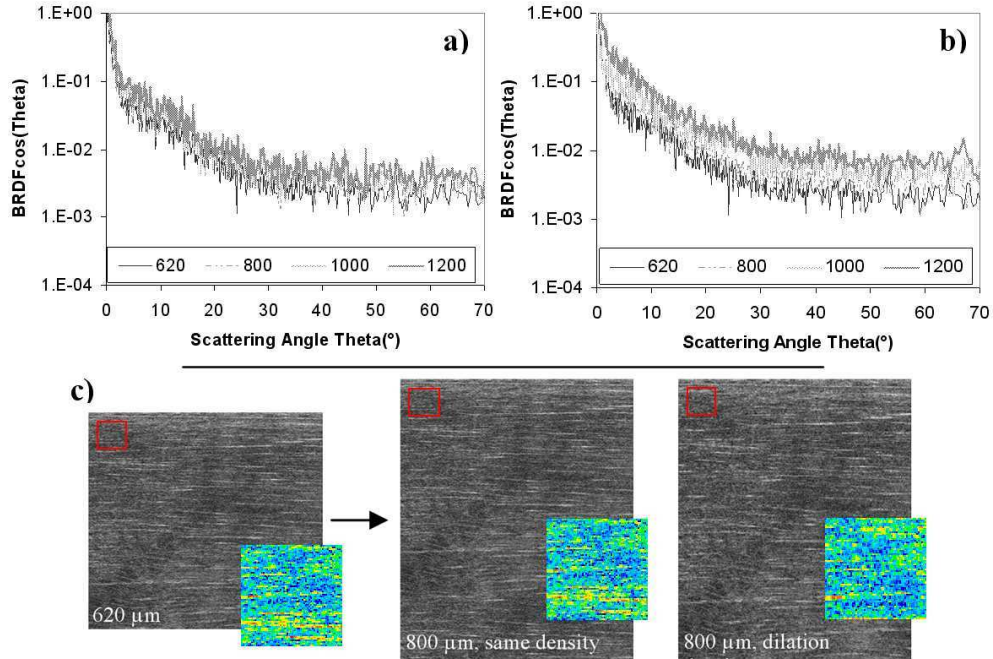 a)
1.E+00
1.E-01
1.E-02
1.E-03
1.E-04
BRDFcos(Theta)
620 800 1000 1200
0 10 20 30 40 50 60 70
Scattering Angle Theta(°)
b)
1.E+00
1.E-01
1.E-02
1.E-03
1.E-04
BRDFcos(Theta)
620 800 1000 1200
0 10 20 30 40 50 60 70
Scattering Angle Theta(°)
c)
620 µm
800 µm, same density
800 µm, dilation